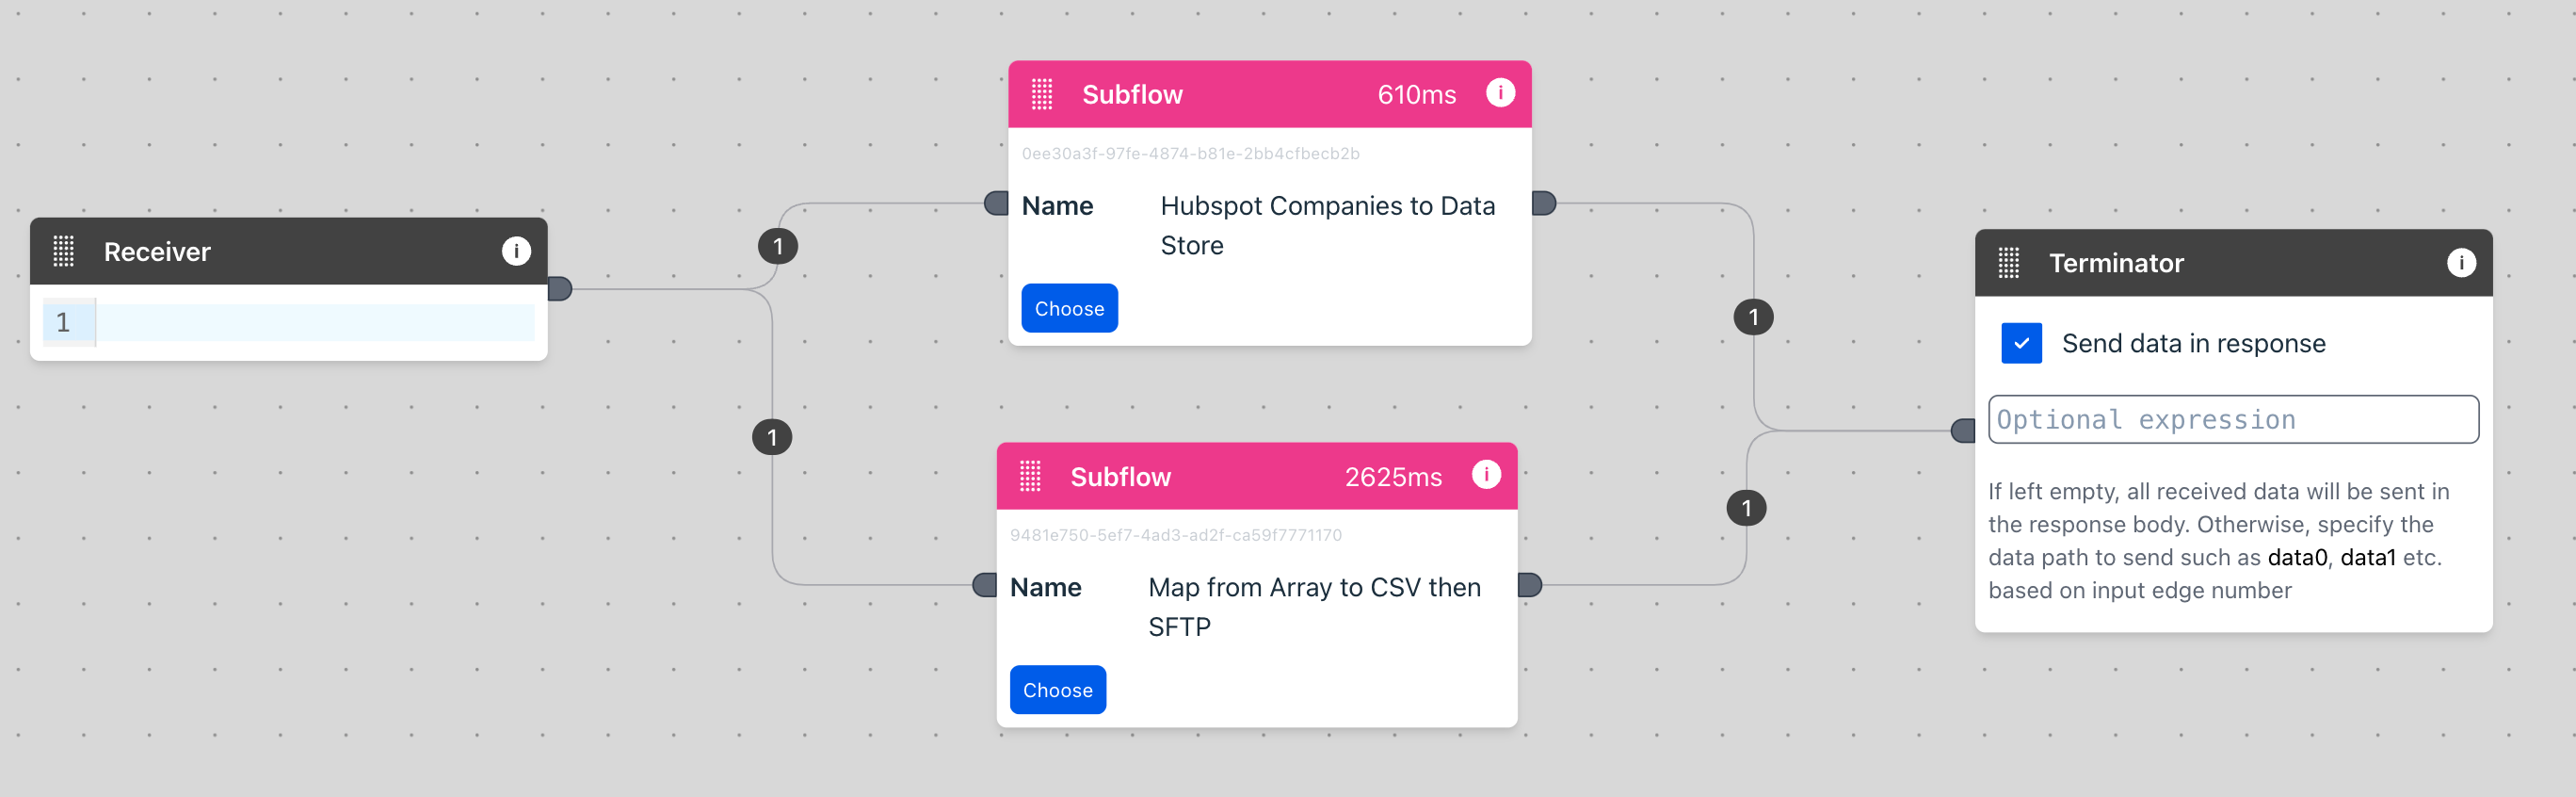 Receiver
1
1
1
Subflow 610ms
0ee30a3f-97fe-4874-b81e-2bb4cfbecb2b
Name Hubspot Companies to Data
Store
Choose
Subflow 2625ms
9481e750-5ef7-4ad3-ad2f-ca59f7771170
Name Map from Array to CSV then
SFTP
Choose
1
1
Terminator
Send data in response
Optional expression
If left empty, all received data will be sent in
the response body. Otherwise, specify the
data path to send such as data0, data1 etc.
based on input edge number